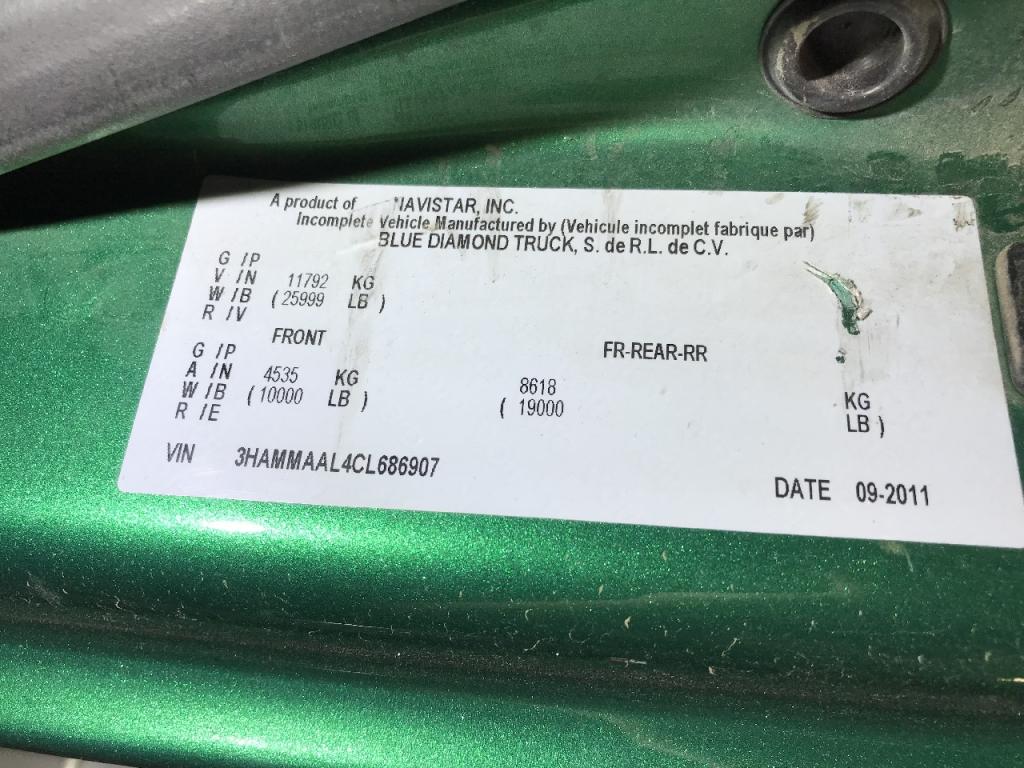 A product of NAVISTAR, INC.
Incomplete Vehicle Manufactured by (Vehicule incomplet fabrique par)
BLUE DIAMOND TRUCK, S. de R.L. de C.V.
G /P
V /N 11792 KG
W /B ( 25999 LB )
R /V
FRONT FR-REAR-RR
G /P
A /N 4535 KG 8618 KG
W /B ( 10000 LB ) ( 19000 LB )
R /E
VIN 3HAMMAAL4CL686907 DATE 09-2011